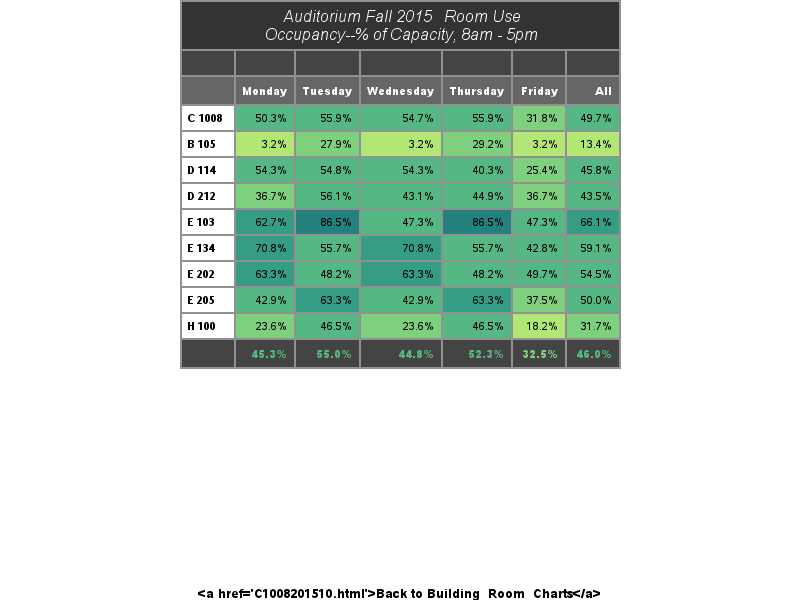 Auditorium Fall 2015 Room Use
Occupancy--% of Capacity, 8am - 5pm
Monday Tuesday Wednesday Thursday Friday All
C 1008 50.3% 55.9% 54.7% 55.9% 31.8% 49.7%
B 105 3.2% 27.9% 3.2% 29.2% 3.2% 13.4%
D 114 54.3% 54.8% 54.3% 40.3% 25.4% 45.8%
D 212 36.7% 56.1% 43.1% 44.9% 36.7% 43.5%
E 103 62.7% 86.5% 47.3% 86.5% 47.3% 66.1%
E 134 70.8% 55.7% 70.8% 55.7% 42.8% 59.1%
E 202 63.3% 48.2% 63.3% 48.2% 49.7% 54.5%
E 205 42.9% 63.3% 42.9% 63.3% 37.5% 50.0%
H 100 23.6% 46.5% 23.6% 46.5% 18.2% 31.7%
45.3% 55.0% 44.8% 52.3% 32.5% 46.0%
<a href='C1008201510.html'>Back to Building Room Charts</a>